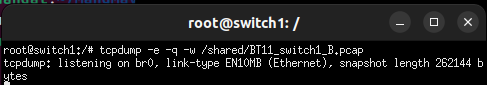 root@switch1: /
root@switch1:/# tcpdump -e -q -w /shared/BT11_switch1_B.pcap
tcpdump: listening on br0, link-type EN10MB (Ethernet), snapshot length 262144 b
ytes